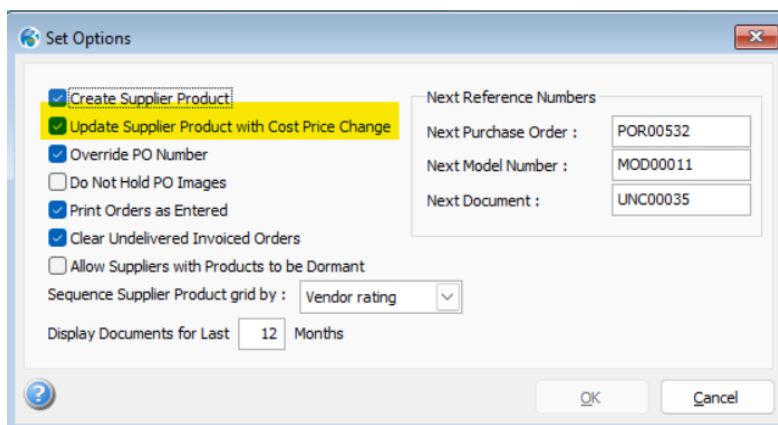 Set Options
Create Supplier Product
Update Supplier Product with Cost Price Change
Override PO Number
Do Not Hold PO Images
Print Orders as Entered
Clear Undelivered Invoiced Orders
Allow Suppliers with Products to be Dormant
Sequence Supplier Product grid by : Vendor rating
Display Documents for Last 12 Months
Next Reference Numbers
Next Purchase Order : POR00532
Next Model Number : MOD00011
Next Document : UNC00035
?
OK Cancel